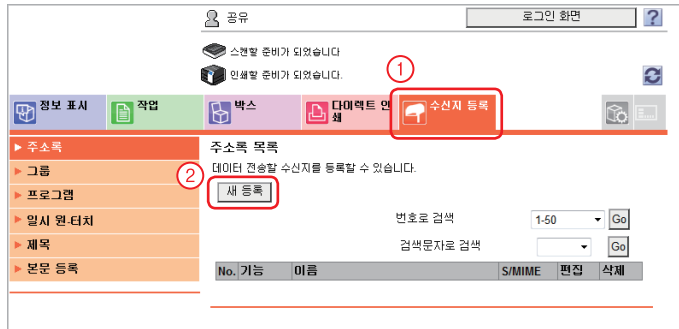 공유
로그인 화면
?
스캔할 준비가 되었습니다
인쇄할 준비가 되었습니다.
1
정보 표시
작업
박스
다이렉트 인
쇄
수신지 등록
주소록
그룹
프로그램
일시 원-터치
제목
본문 등록
주소록 목록
데이터 전송할 수신지를 등록할 수 있습니다.
2
새 등록
번호로 검색 1-50 Go
검색문자로 검색 Go
No. 기능 이름 S/MIME 편집 삭제